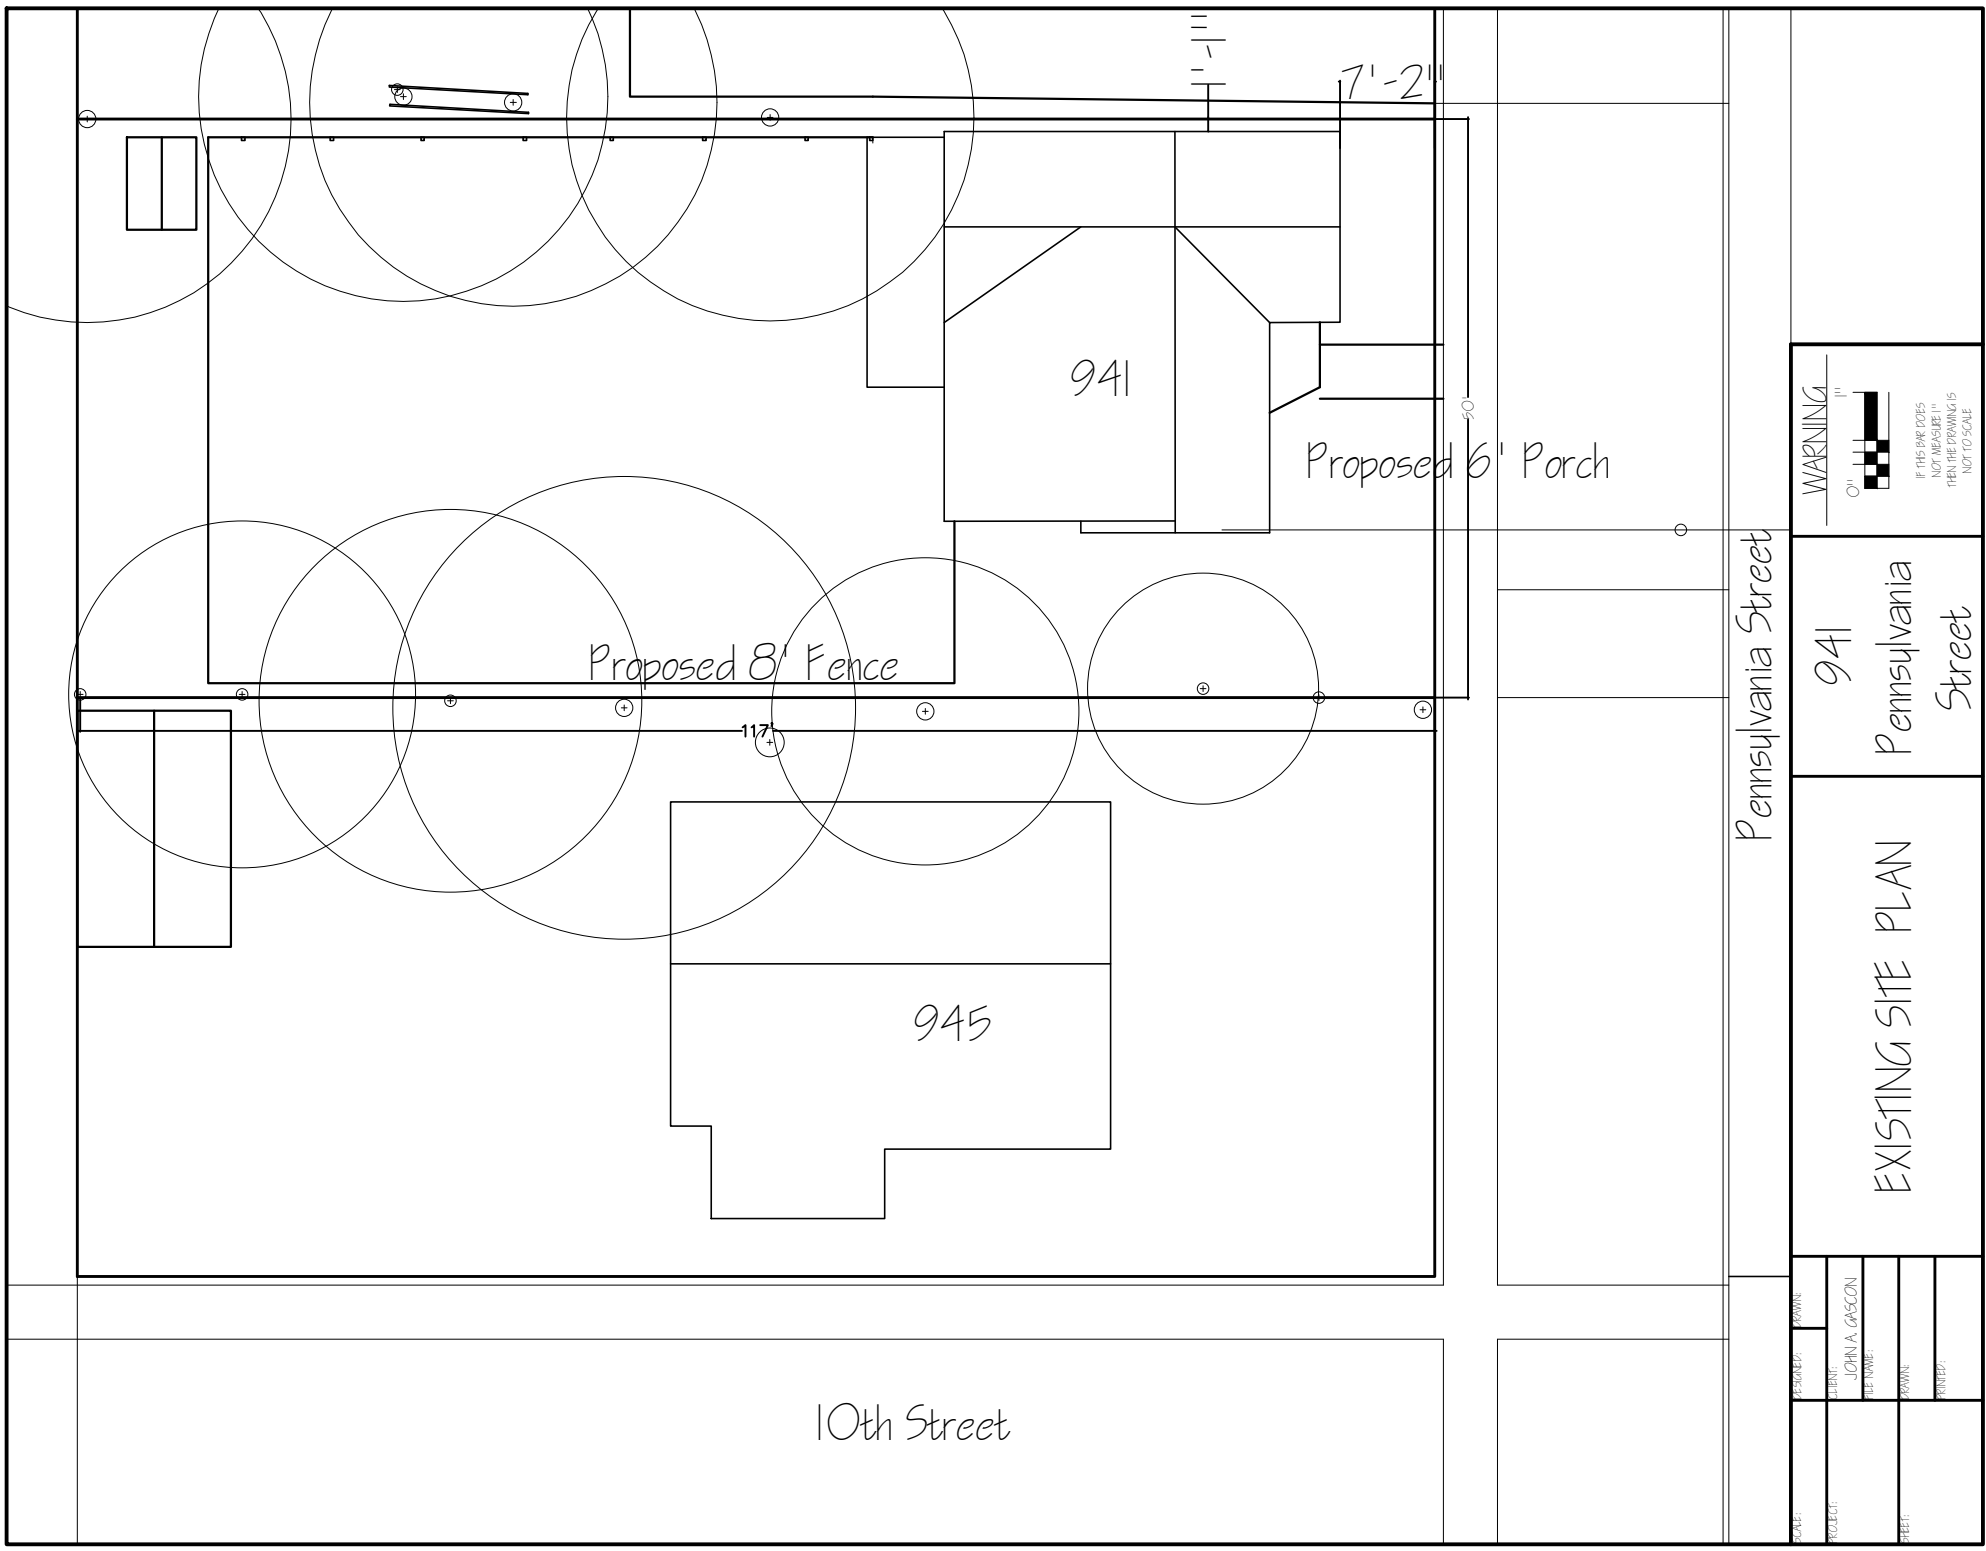 7'-2"
941
50'
Proposed 6' Porch
Proposed 8' Fence
117'
945
10th Street
Pennsylvania Street
WARNING
0"
1"
IF THIS BAR DOES
NOT MEASURE 1"
THEN THE DRAWING IS
NOT TO SCALE
941
Pennsylvania
Street
EXISTING SITE PLAN
DESIGNED:
DRAWN:
CLIENT:
JOHN A. GASCON
FILE NAME:
DRAWN:
PRINTED:
SCALE:
PROJECT:
SHEET: